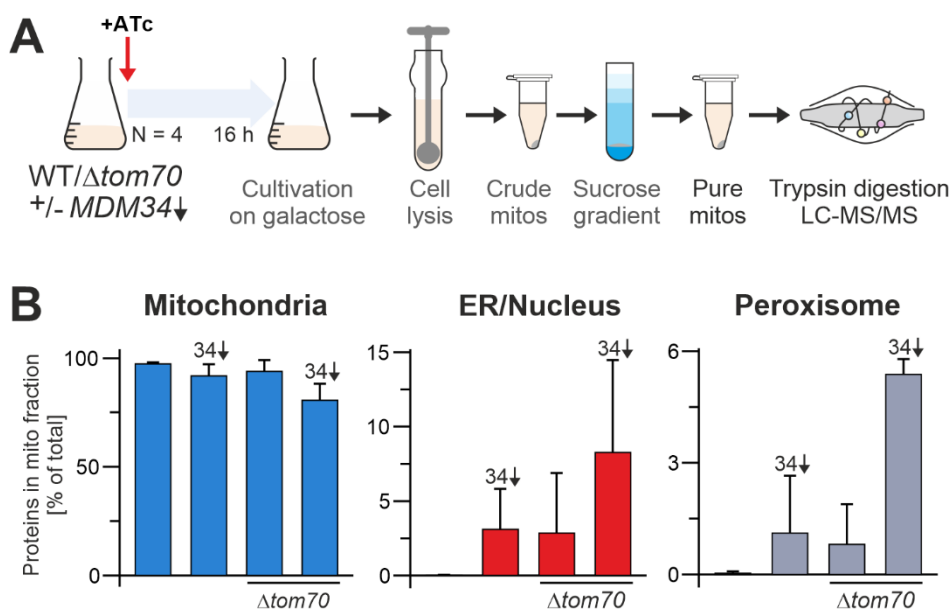 A
+ATc
N = 4 16 h
WT/Δtom70
+/- MDM34↓
Cultivation
on galactose
Cell
lysis
Crude
mitos
Sucrose
gradient
Pure
mitos
Trypsin digestion
LC-MS/MS
B
Mitochondria
Proteins in mito fraction
[% of total]
100
50
0
34↓
34↓
Δtom70
ER/Nucleus
15
10
5
0
34↓
34↓
Δtom70
Peroxisome
6
3
0
34↓
34↓
Δtom70